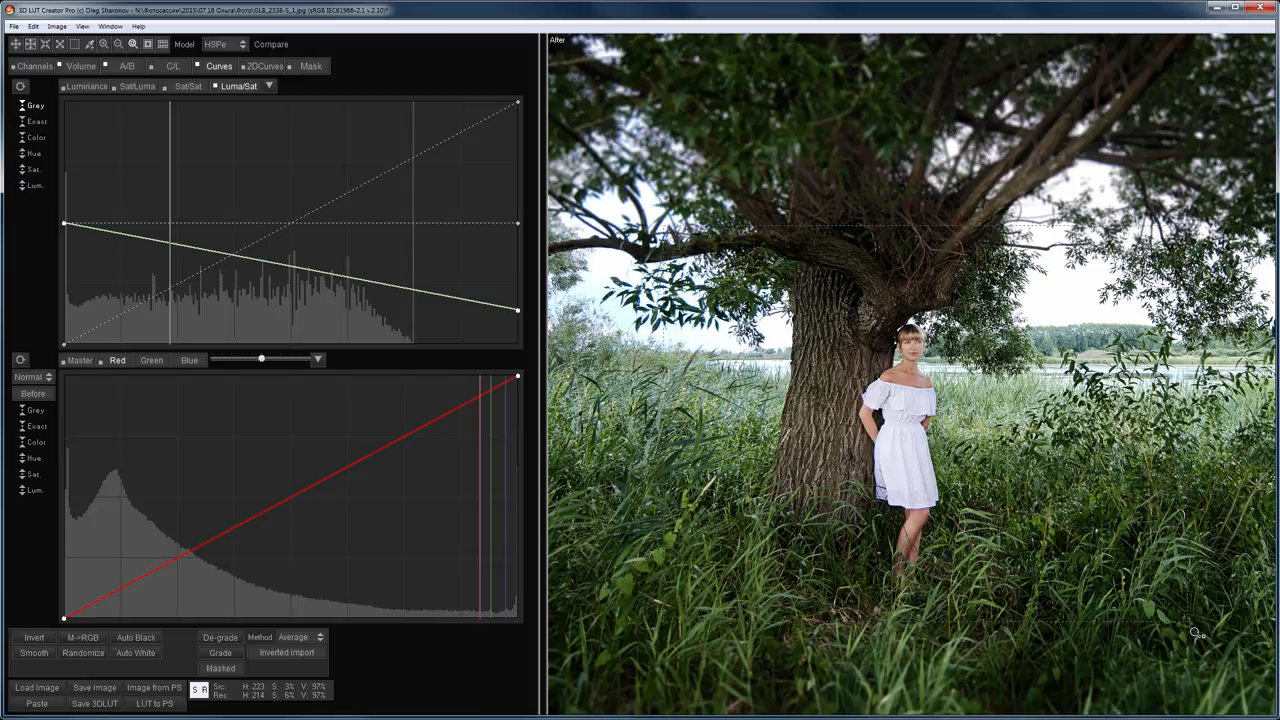 3D LUT Creator Pro (c) Oleg Sharonov - N:\Фотосессии\2015\07.16 Ольга\Фото\GLB_2338-5_1.jpg (sRGB IEC61966-2.1 v.2.10)*
File Edit Image View Window Help
Model HSPe Compare
Channels Volume A/B C/L Curves 2DCurves Mask
Luminance Sat/Luma Sat/Sat Luma/Sat
Grey
Exact
Color
Hue
Sat.
Lum.
Master Red Green Blue
Normal
Before
Grey
Exact
Color
Hue
Sat.
Lum.
Invert M->RGB Auto Black De-grade Method Average
Smooth Randomize Auto White Grade Inverted import
Masked
Load Image Save Image Image from PS S R Src: H: 223 S: 3% V: 97%
Paste Save 3DLUT LUT to PS Res: H: 214 S: 6% V: 97%
After